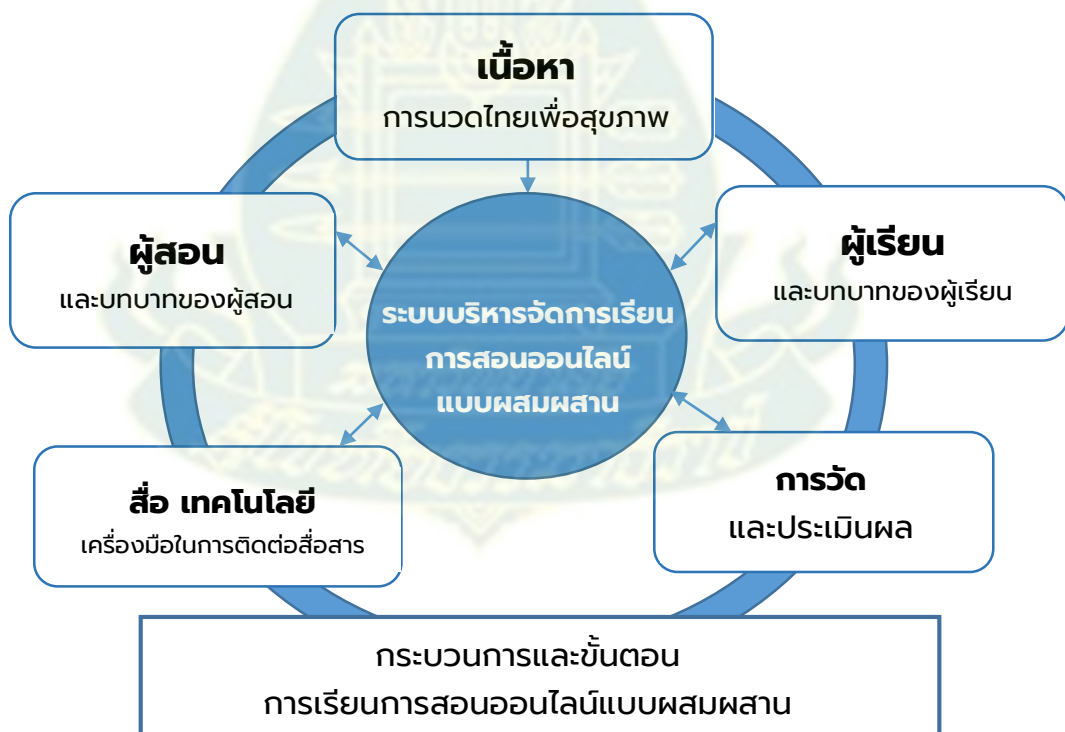 เนื้อหา
การนวดไทยเพื่อสุขภาพ
ผู้สอน
และบทบาทของผู้สอน
ผู้เรียน
และบทบาทของผู้เรียน
ระบบบริหารจัดการเรียน
การสอนออนไลน์
แบบผสมผสาน
สื่อ เทคโนโลยี
เครื่องมือในการติดต่อสื่อสาร
การวัด
และประเมินผล
กระบวนการและขั้นตอน
การเรียนการสอนออนไลน์แบบผสมผสาน